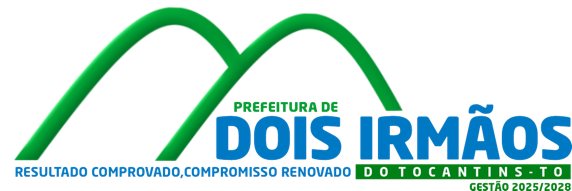 PREFEITURA DE
DOIS IRMÃOS
RESULTADO COMPROVADO,COMPROMISSO RENOVADO DO TOCANTINS-TO
GESTÃO 2025/2028